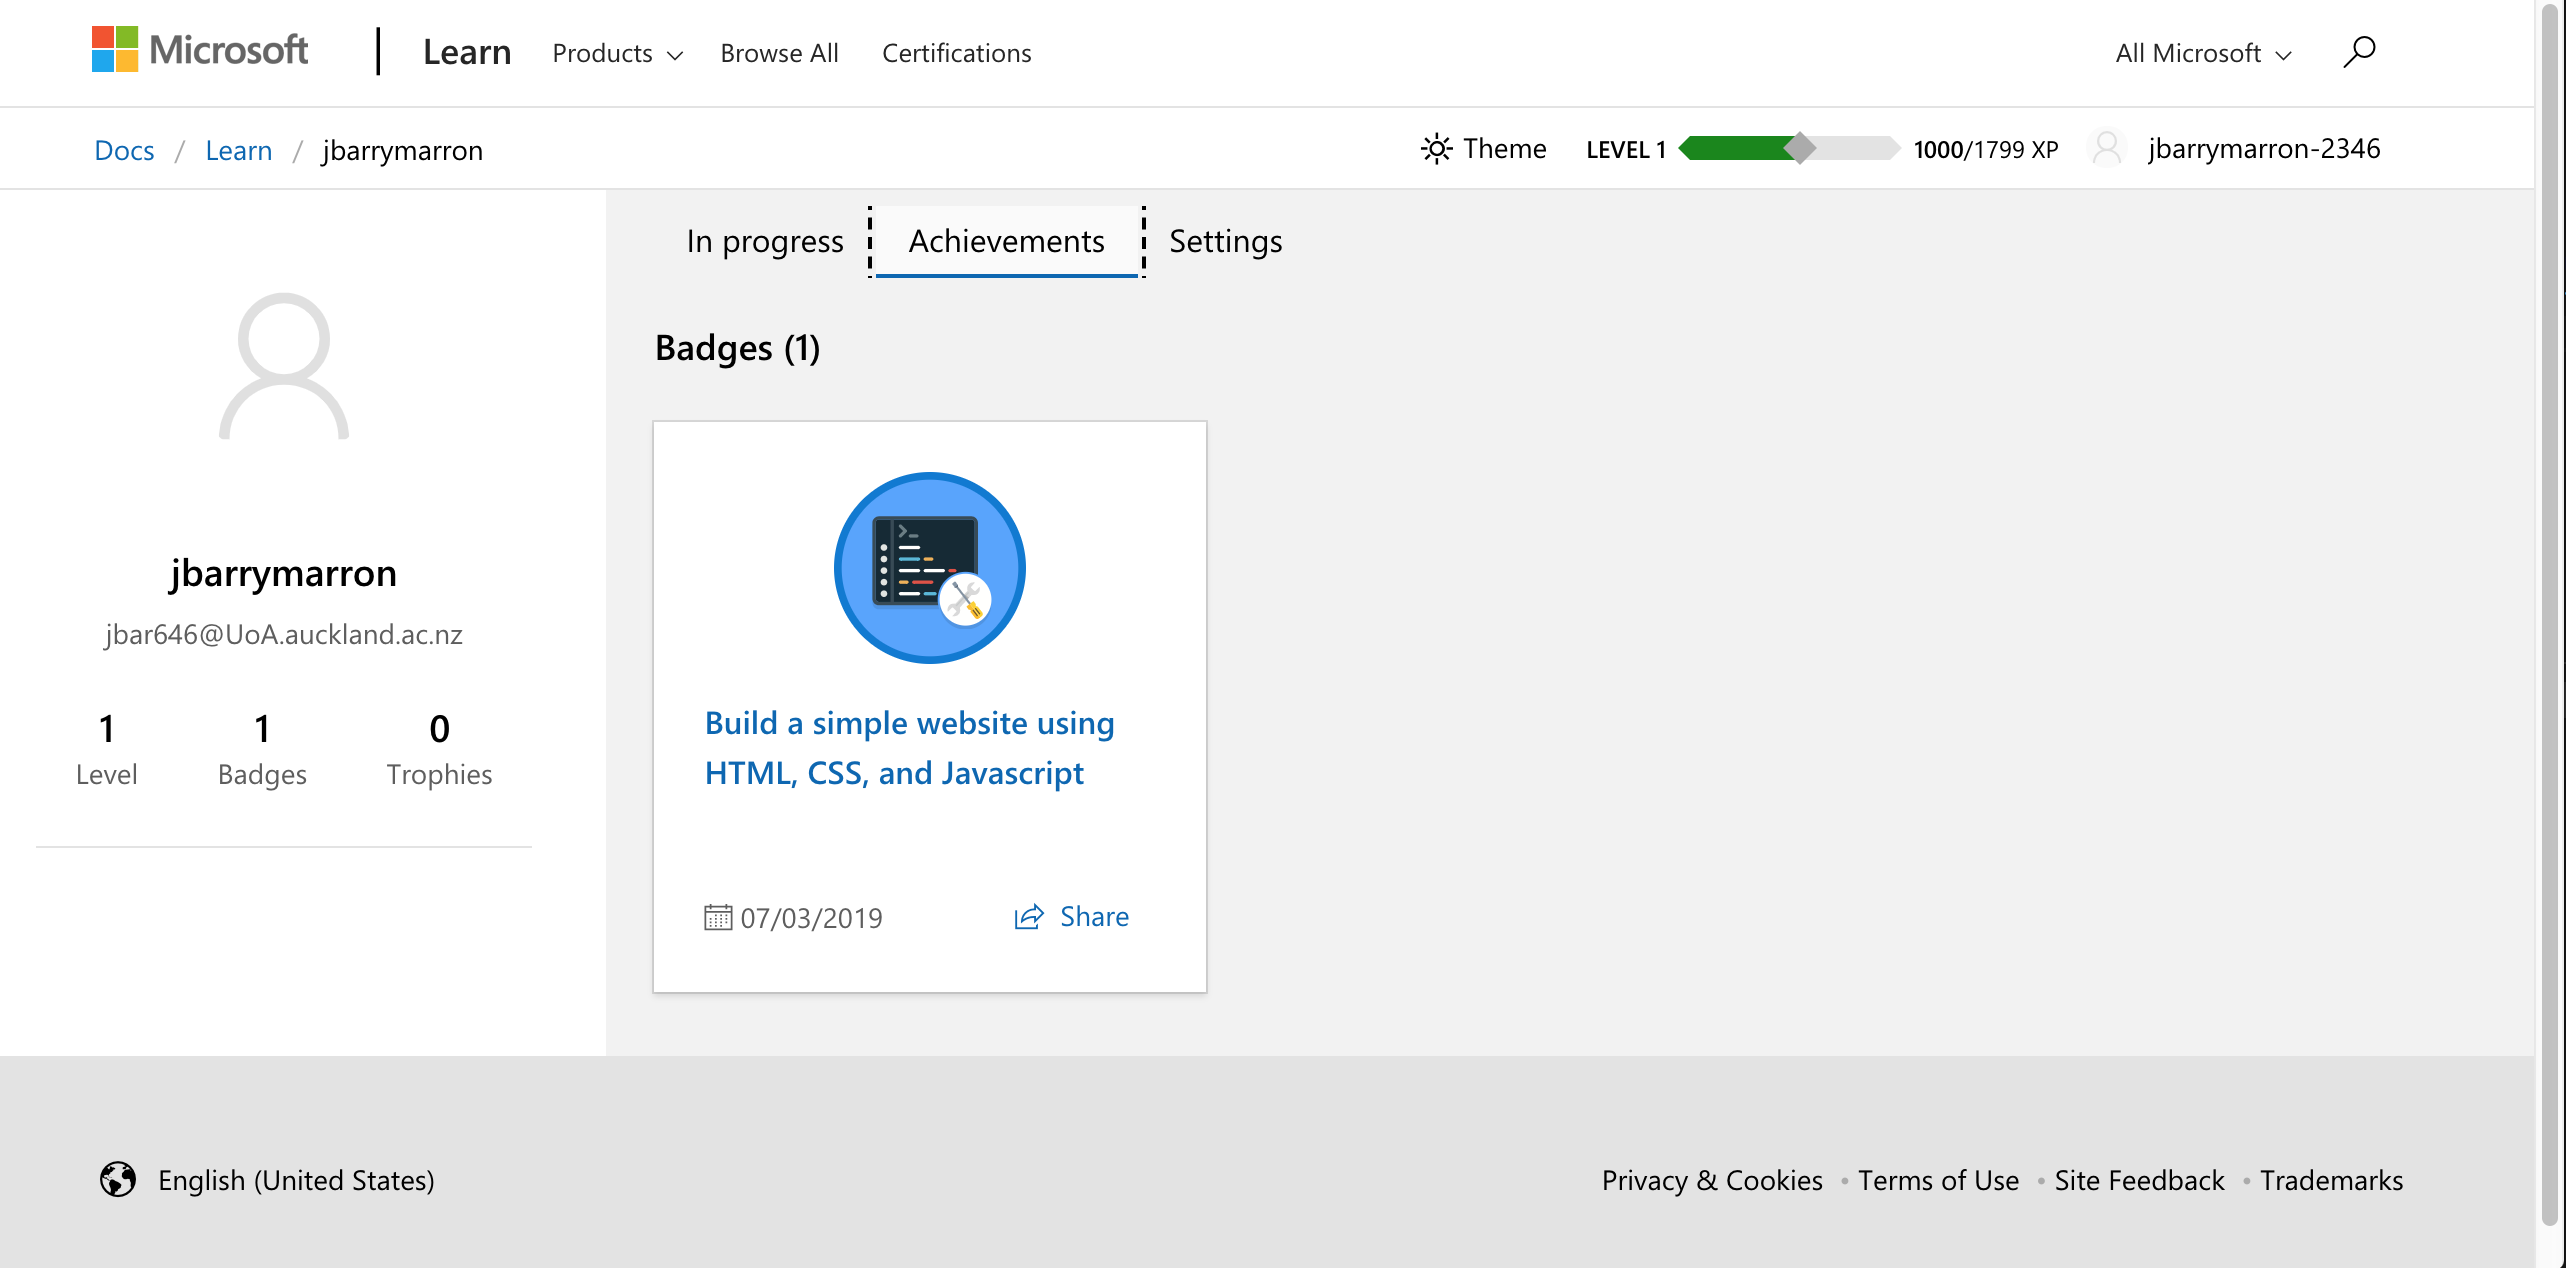 Microsoft
Learn
Products
Browse All
Certifications
All Microsoft
Docs / Learn / jbarrymarron
Theme
LEVEL 1
1000/1799 XP
jbarrymarron-2346
In progress
Achievements
Settings
jbarrymarron
jbar646@UoA.auckland.ac.nz
1
Level
1
Badges
0
Trophies
Badges (1)
Build a simple website using
HTML, CSS, and Javascript
07/03/2019
Share
English (United States)
Privacy & Cookies • Terms of Use • Site Feedback • Trademarks